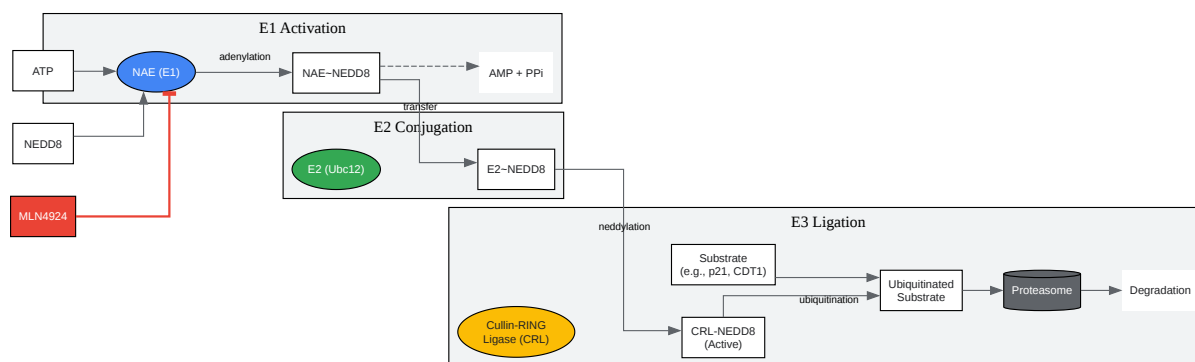 E1 Activation
ATP
NAE (E1)
adenylation
NAE~NEDD8
AMP + PPi
transfer
NEDD8
E2 Conjugation
E2 (Ubc12)
E2~NEDD8
MLN4924
neddylation
E3 Ligation
Substrate
(e.g., p21, CDT1)
Ubiquitinated
Substrate
Proteasome
Degradation
ubiquitination
Cullin-RING
Ligase (CRL)
CRL-NEDD8
(Active)